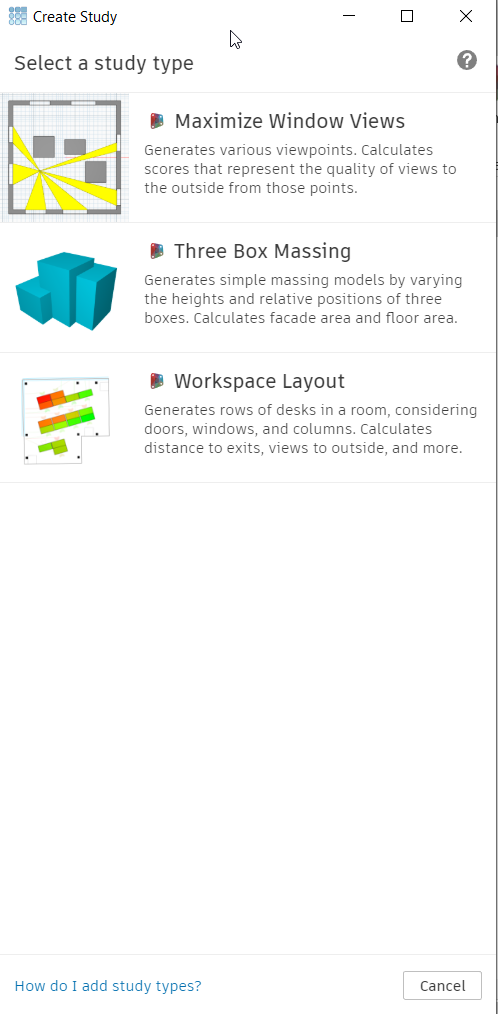 Create Study
Select a study type
Maximize Window Views
Generates various viewpoints. Calculates
scores that represent the quality of views to
the outside from those points.
Three Box Massing
Generates simple massing models by varying
the heights and relative positions of three
boxes. Calculates facade area and floor area.
Workspace Layout
Generates rows of desks in a room, considering
doors, windows, and columns. Calculates
distance to exits, views to outside, and more.
How do I add study types?
Cancel